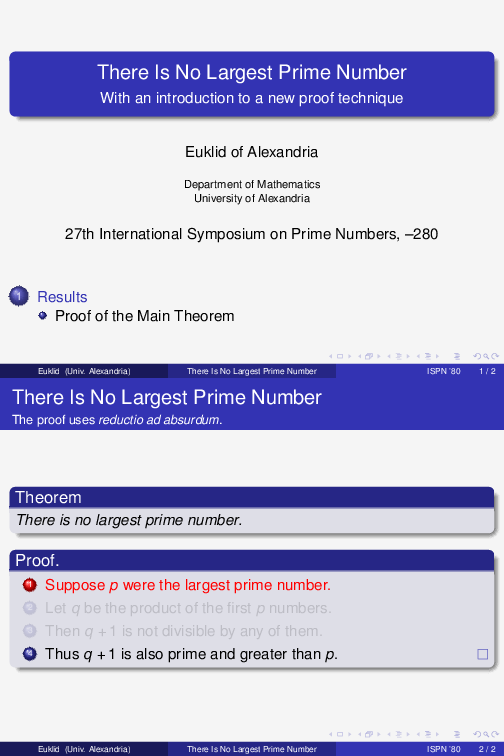 There Is No Largest Prime Number
With an introduction to a new proof technique
Euklid of Alexandria
Department of Mathematics
University of Alexandria
27th International Symposium on Prime Numbers, –280
1 Results
Proof of the Main Theorem
Euklid (Univ. Alexandria) There Is No Largest Prime Number ISPN '80 1 / 2
There Is No Largest Prime Number
The proof uses reductio ad absurdum.
Theorem
There is no largest prime number.
Proof.
1 Suppose p were the largest prime number.
2 Let q be the product of the first p numbers.
3 Then q + 1 is not divisible by any of them.
4 Thus q + 1 is also prime and greater than p.
Euklid (Univ. Alexandria) There Is No Largest Prime Number ISPN '80 2 / 2